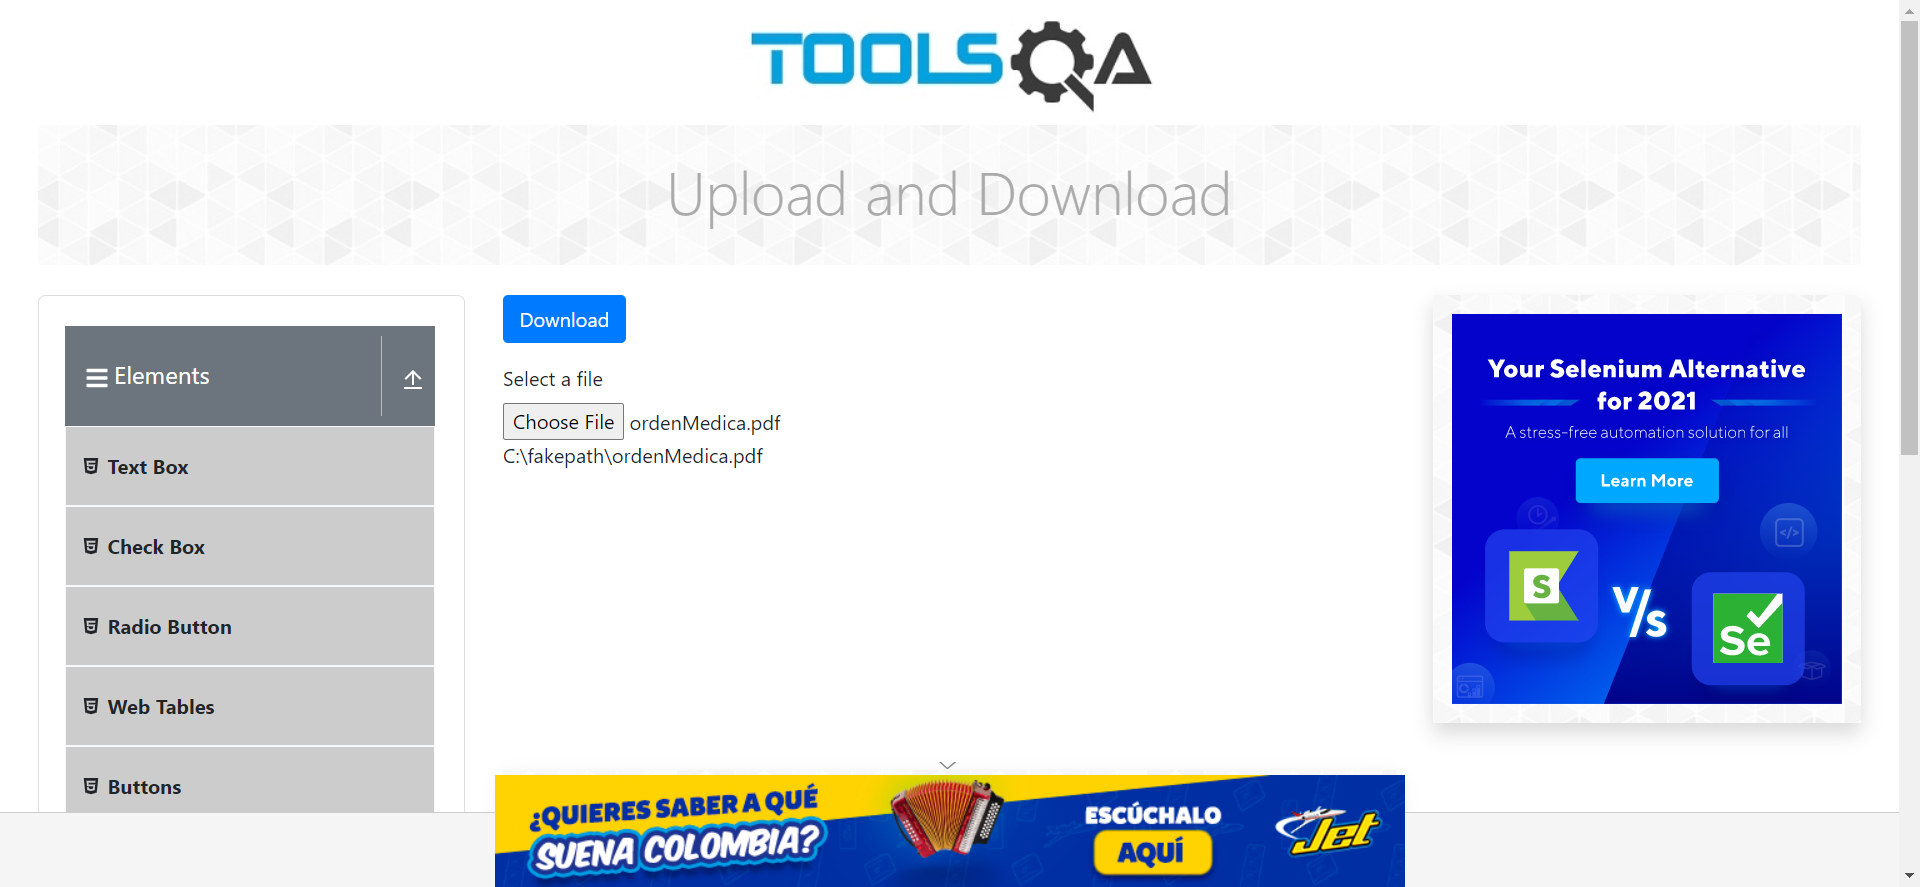 TOOLSQA
Upload and Download
Elements
Text Box
Check Box
Radio Button
Web Tables
Buttons
Download
Select a file
Choose File ordenMedica.pdf
C:\fakepath\ordenMedica.pdf
Your Selenium Alternative
for 2021
A stress-free automation solution for all
Learn More
S
V/s
Se
¿QUIERES SABER A QUÉ
SUENA COLOMBIA?
ESCÚCHALO
AQUÍ
Jet